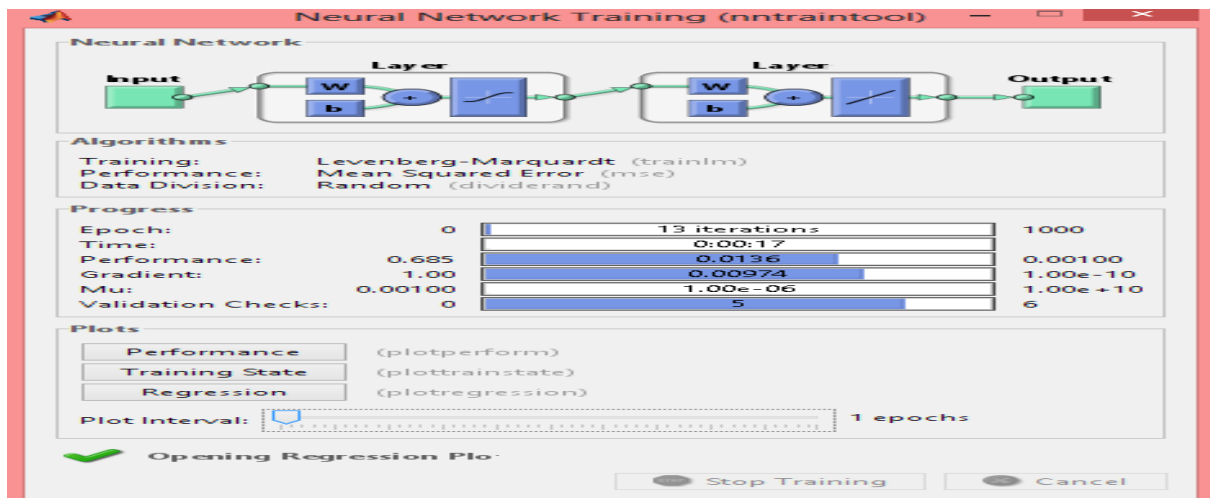 Neural Network Training (nntraintool)
Neural Network
Layer Layer
Input W W Output
b b
Algorithms
Training: Levenberg-Marquardt (trainlm)
Performance: Mean Squared Error (mse)
Data Division: Random (dividerand)
Progress
Epoch: 0 13 iterations 1000
Time: 0:00:17
Performance: 0.685 0.0136 0.00100
Gradient: 1.00 0.00974 1.00e-10
Mu: 0.00100 1.00e-06 1.00e+10
Validation Checks: 0 5 6
Plots
Performance (plotperform)
Training State (plottrainstate)
Regression (plotregression)
Plot Interval: 1 epochs
Opening Regression Plo
Stop Training Cancel